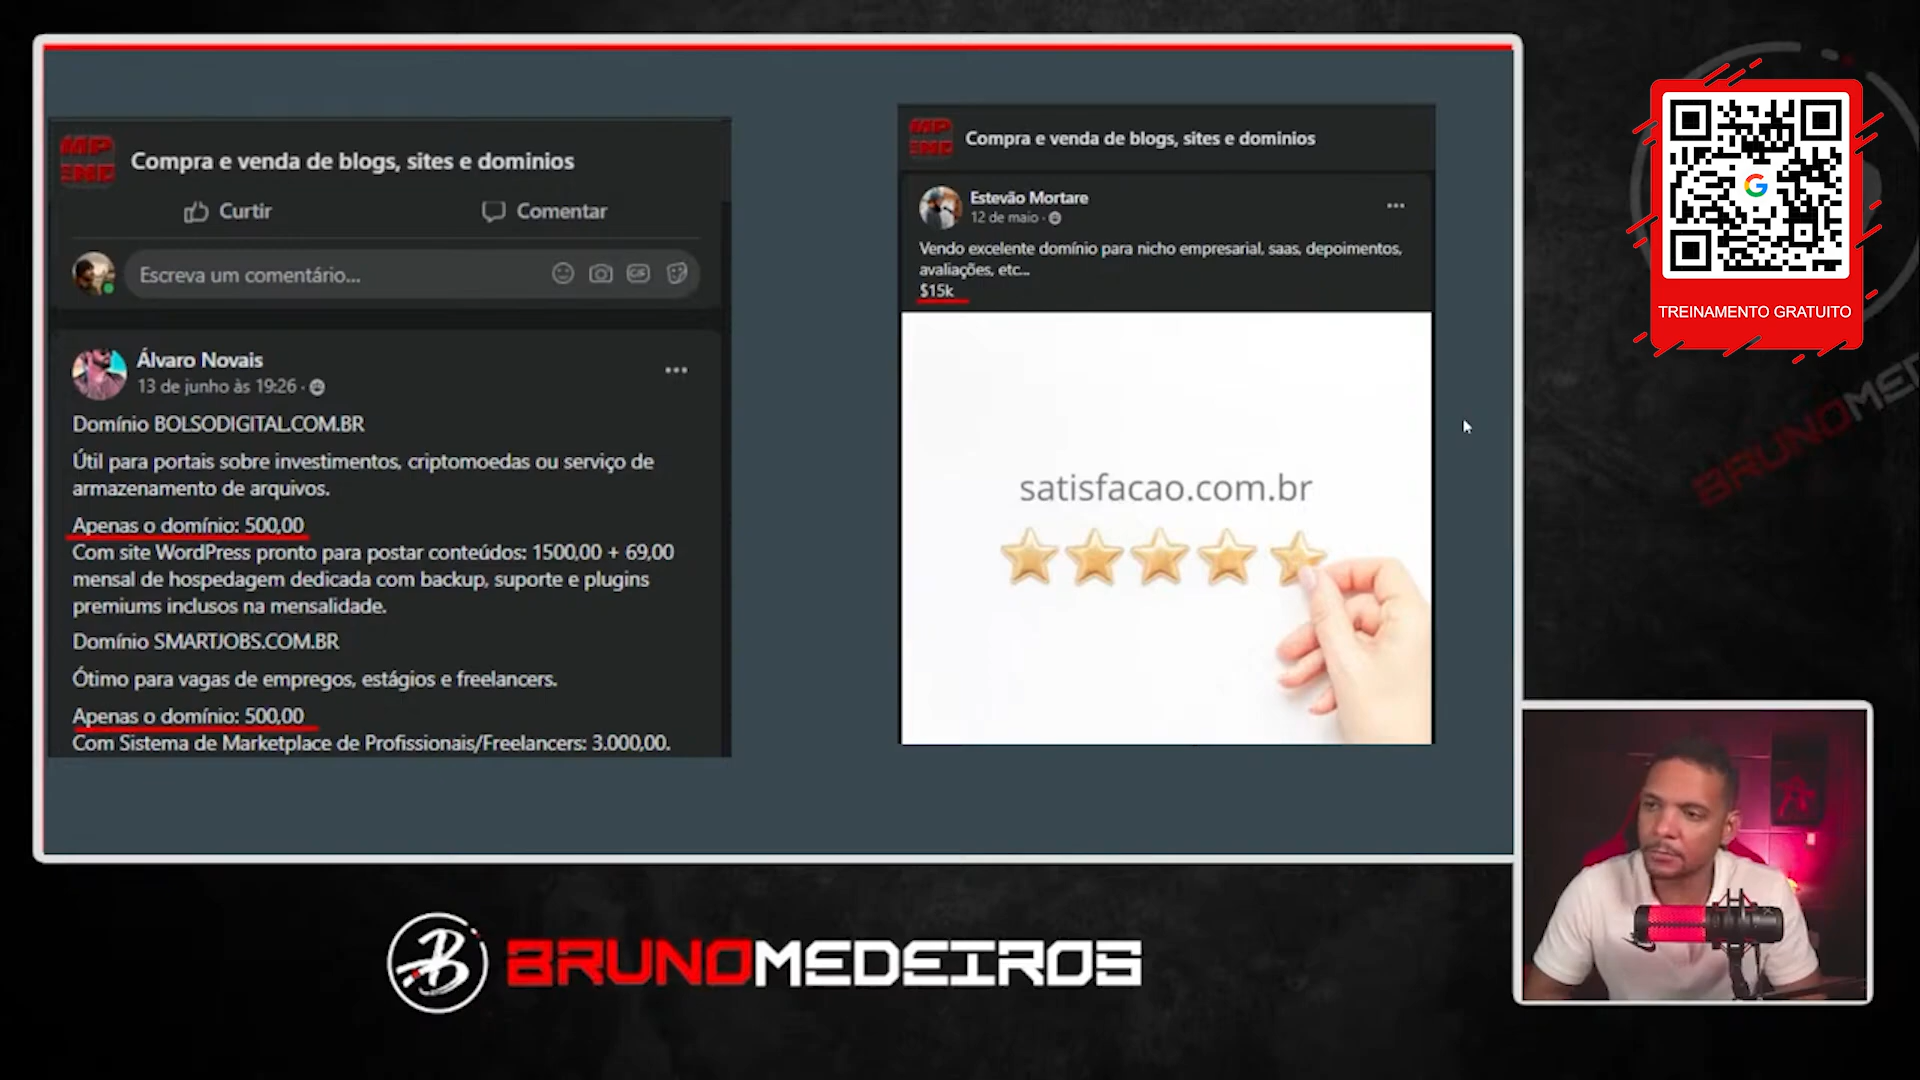 Compra e venda de blogs, sites e dominios
Curtir
Comentar
Escreva um comentário...
GIF
Álvaro Novais
13 de junho às 19:26 ·
Domínio BOLSODIGITAL.COM.BR
Útil para portais sobre investimentos, criptomoedas ou serviço de
armazenamento de arquivos.
Apenas o domínio: 500,00
Com site WordPress pronto para postar conteúdos: 1500,00 + 69,00
mensal de hospedagem dedicada com backup, suporte e plugins
premiums inclusos na mensalidade.
Domínio SMARTJOBS.COM.BR
Ótimo para vagas de empregos, estágios e freelancers.
Apenas o domínio: 500,00
Com Sistema de Marketplace de Profissionais/Freelancers: 3.000,00.
Compra e venda de blogs, sites e dominios
Estevão Mortare
12 de maio ·
Vendo excelente domínio para nicho empresarial, saas, depoimentos,
avaliações, etc...
$15k
satisfacao.com.br
G
TREINAMENTO GRATUITO
BRUNOMED
B BRUNOMEDEIROS